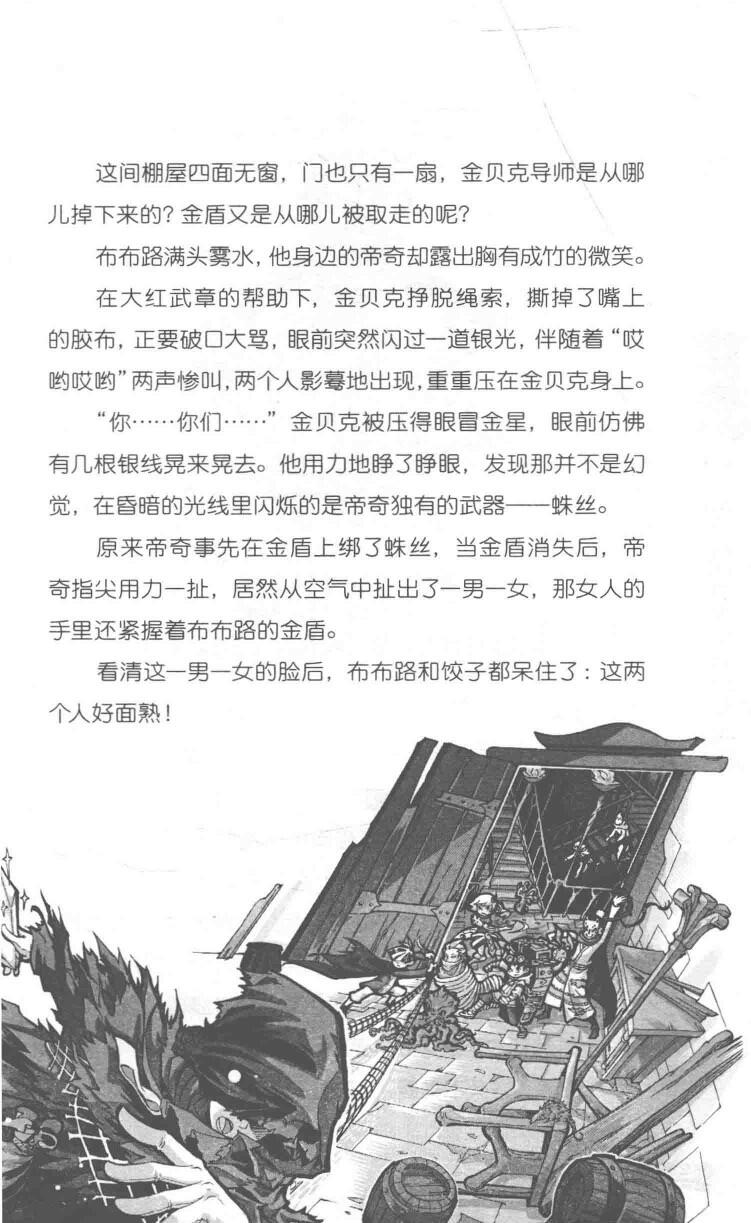 这间棚屋四面无窗，门也只有一扇，金贝克导师是从哪
儿掉下来的？金盾又是从哪儿被取走的呢？
布布路满头雾水，他身边的帝奇却露出胸有成竹的微笑。
在大红武章的帮助下，金贝克挣脱绳索，撕掉了嘴上
的胶布，正要破口大骂，眼前突然闪过一道银光，伴随着“哎
哟哎哟”两声惨叫，两个人影蓦地出现，重重压在金贝克身上。
“你……你们……”金贝克被压得眼冒金星，眼前仿佛
有几根银线晃来晃去。他用力地睁了睁眼，发现那并不是幻
觉，在昏暗的光线里闪烁的是帝奇独有的武器——蛛丝。
原来帝奇事先在金盾上绑了蛛丝，当金盾消失后，帝
奇指尖用力一扯，居然从空气中扯出了一男一女，那女人的
手里还紧握着布布路的金盾。
看清这一男一女的脸后，布布路和饺子都呆住了：这两
个人好面熟！